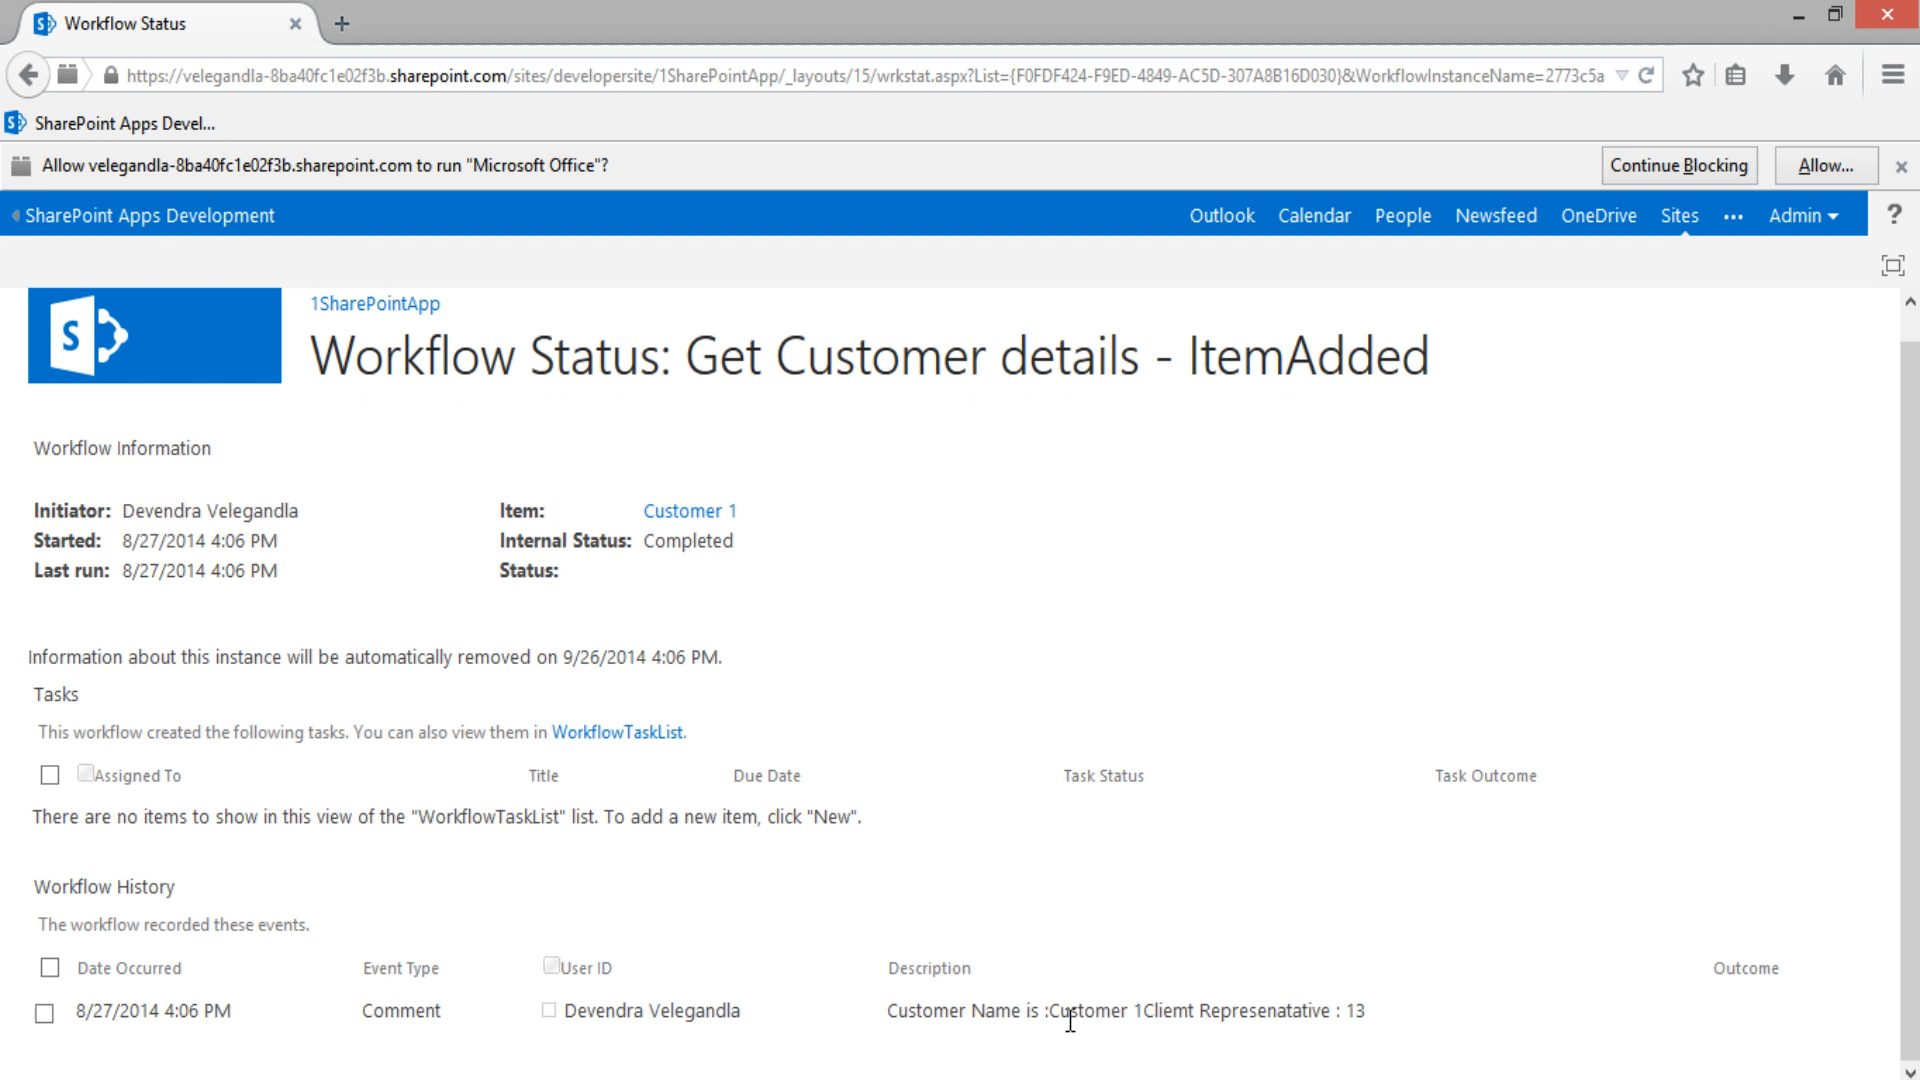 Workflow Status
https://velegandla-8ba40fc1e02f3b.sharepoint.com/sites/developersite/1SharePointApp/_layouts/15/wrkstat.aspx?List={F0FDF424-F9ED-4849-AC5D-307A8B16D030}&WorkflowInstanceName=2773c5a
SharePoint Apps Devel...
Allow velegandla-8ba40fc1e02f3b.sharepoint.com to run "Microsoft Office"? Continue Blocking Allow...
SharePoint Apps Development Outlook Calendar People Newsfeed OneDrive Sites ... Admin ?
1SharePointApp
Workflow Status: Get Customer details - ItemAdded
Workflow Information
Initiator: Devendra Velegandla Item: Customer 1
Started: 8/27/2014 4:06 PM Internal Status: Completed
Last run: 8/27/2014 4:06 PM Status:
Information about this instance will be automatically removed on 9/26/2014 4:06 PM.
Tasks
This workflow created the following tasks. You can also view them in WorkflowTaskList.
Assigned To Title Due Date Task Status Task Outcome
There are no items to show in this view of the "WorkflowTaskList" list. To add a new item, click "New".
Workflow History
The workflow recorded these events.
Date Occurred Event Type User ID Description Outcome
8/27/2014 4:06 PM Comment Devendra Velegandla Customer Name is :Customer 1Cliemt Represenatative : 13